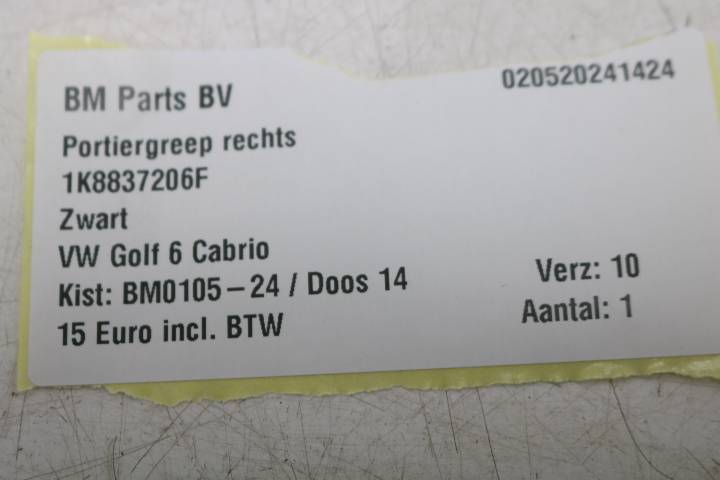 BM Parts BV
020520241424
Portiergreep rechts
1K8837206F
Zwart
VW Golf 6 Cabrio
Kist: BM0105-24 / Doos 14
Verz: 10
15 Euro incl. BTW
Aantal: 1